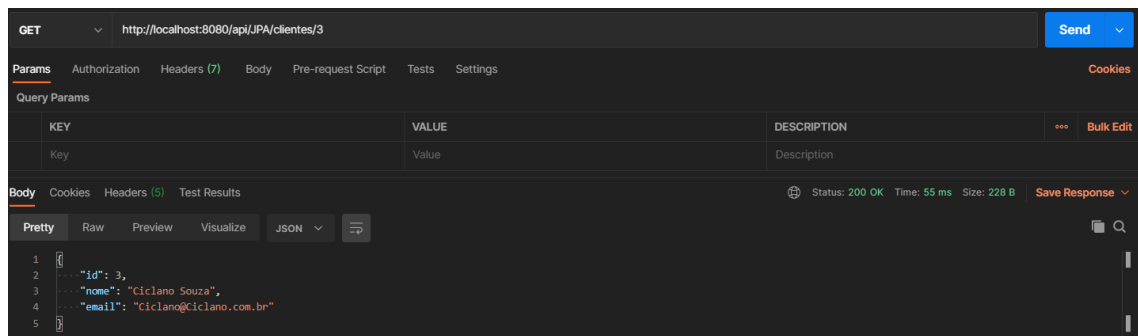 GET http://localhost:8080/api/JPA/clientes/3 Send
Params Authorization Headers (7) Body Pre-request Script Tests Settings Cookies
Query Params
KEY VALUE DESCRIPTION ooo Bulk Edit
Key Value Description
Body Cookies Headers (5) Test Results Status: 200 OK Time: 55 ms Size: 228 B Save Response
Pretty Raw Preview Visualize JSON
1 {
2 "id": 3,
3 "nome": "Ciclano Souza",
4 "email": "Ciclano@Ciclano.com.br"
5 }